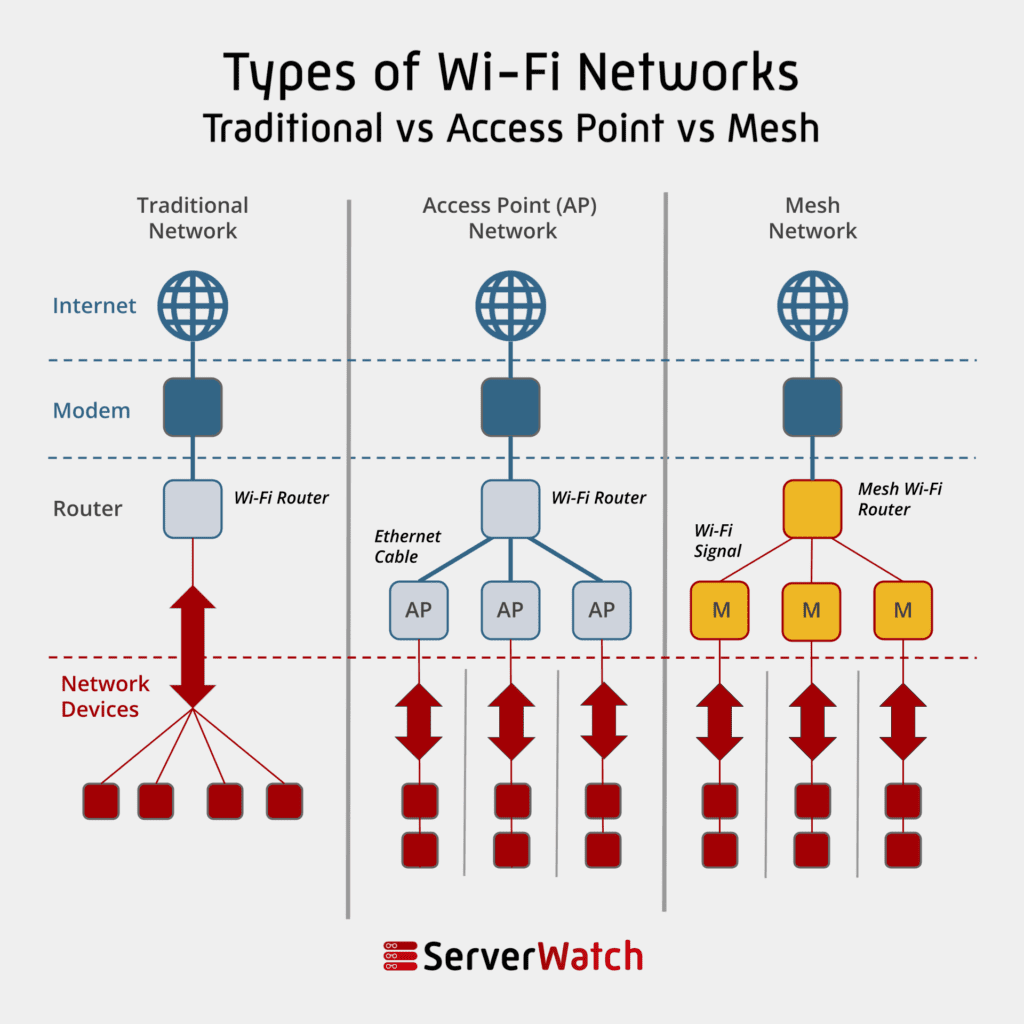 Types of Wi-Fi Networks
Traditional vs Access Point vs Mesh
Traditional
Network
Access Point (AP)
Network
Mesh
Network
Internet
Modem
Router
Wi-Fi Router
Ethernet
Cable
Wi-Fi Router
Wi-Fi
Signal
Mesh Wi-Fi
Router
AP
AP
AP
M
M
M
Network
Devices
ServerWatch